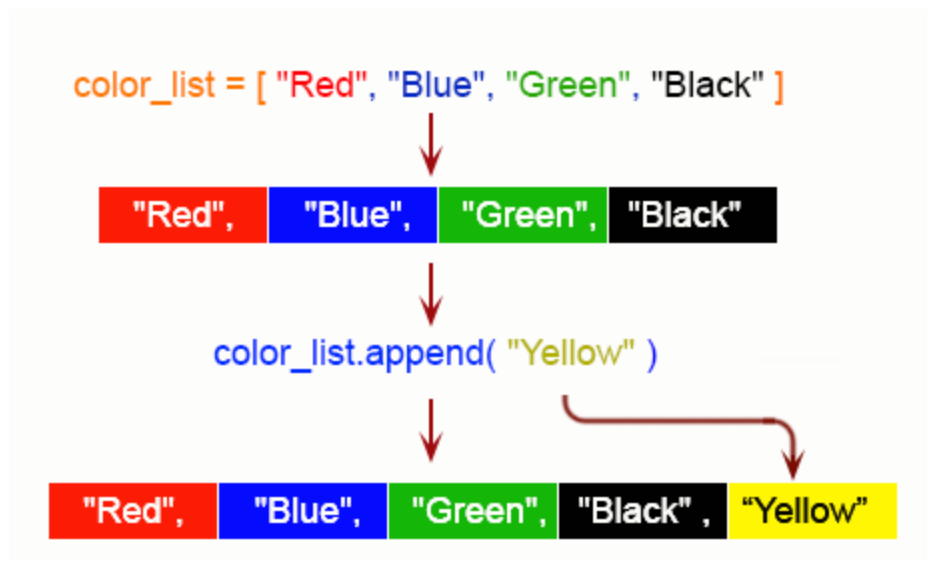 color_list = [ "Red", "Blue", "Green", "Black" ]
"Red", "Blue", "Green", "Black"
color_list.append( "Yellow" )
"Red", "Blue", "Green", "Black" , “Yellow”